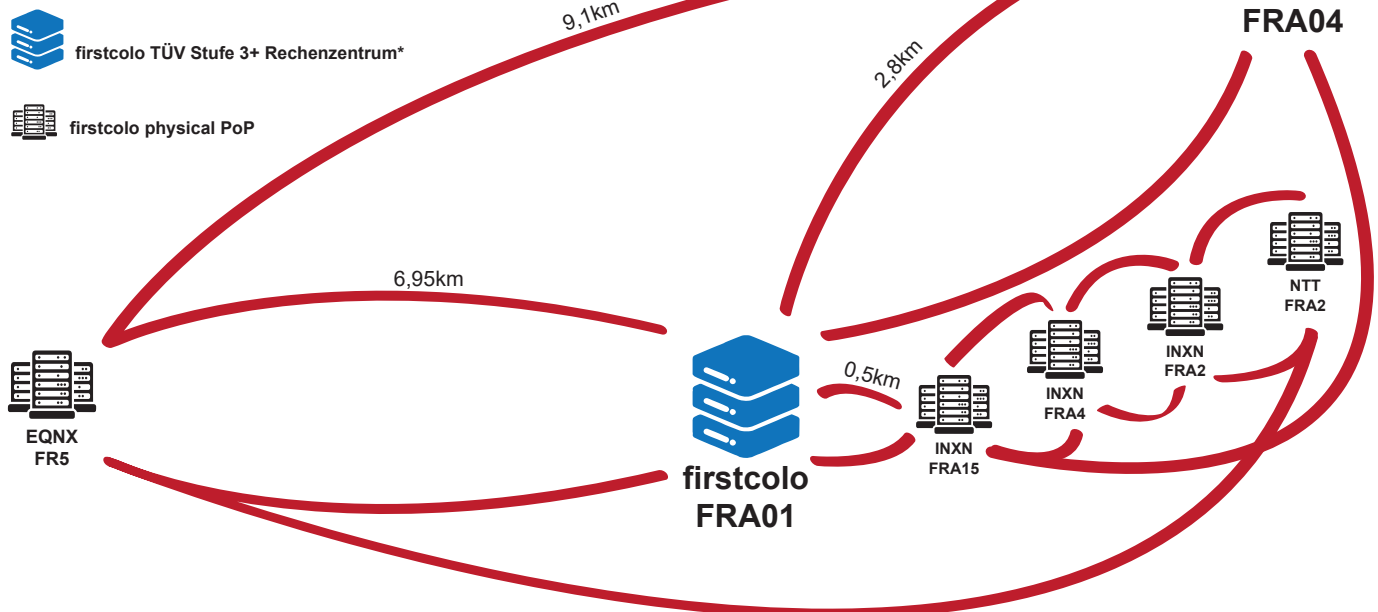 9,1km
FRA04
firstcolo TÜV Stufe 3+ Rechenzentrum*
2,8km
firstcolo physical PoP
6,95km
NTT
FRA2
INXN
FRA2
0,5km
INXN
FRA4
EQNX
FR5
INXN
FRA15
firstcolo
FRA01